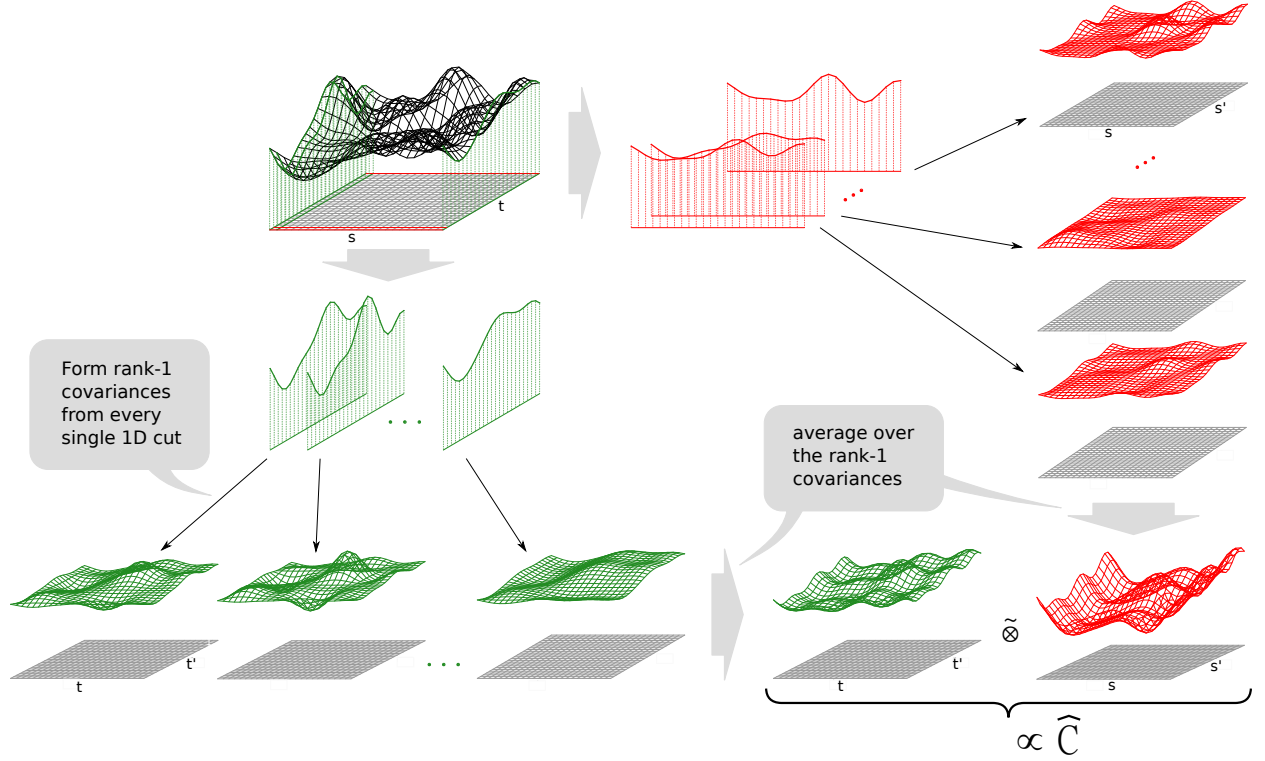 s'
s
t
s
Form rank-1
covariances
from every
single 1D cut
average over
the rank-1
covariances
t'
t
t'
t
⊗̃
s'
s
∝ Ĉ